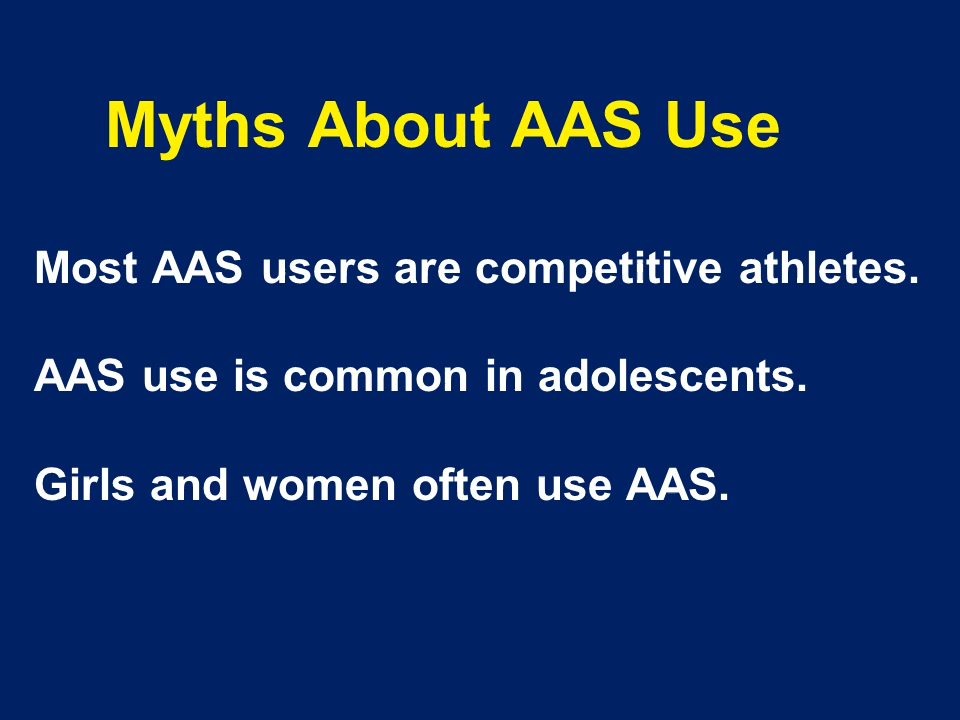 Myths About AAS Use
Most AAS users are competitive athletes.
AAS use is common in adolescents.
Girls and women often use AAS.